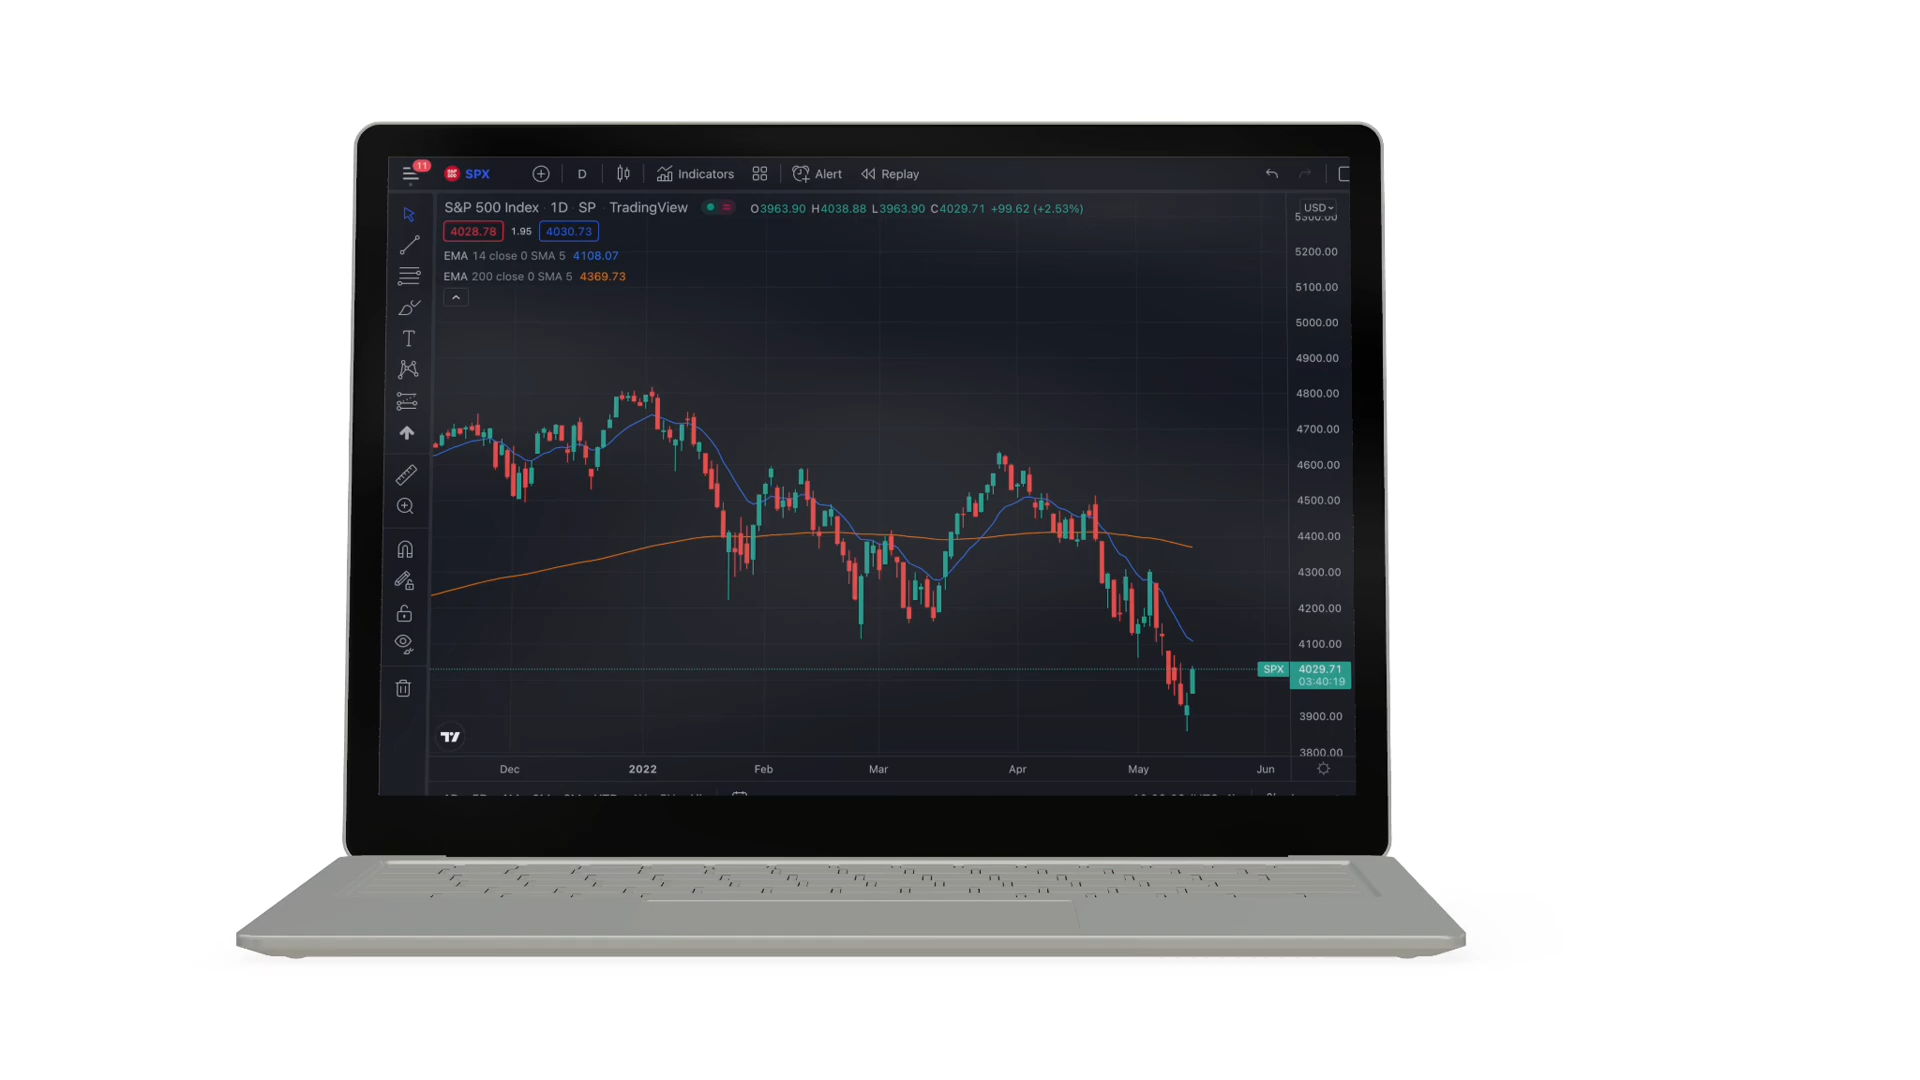 11
SPX
D
Indicators
Alert
Replay
S&P 500 Index · 1D · SP · TradingView
O3963.90 H4038.88 L3963.90 C4029.71 +99.62 (+2.53%)
4028.78 1.95 4030.73
EMA 14 close 0 SMA 5 4108.07
EMA 200 close 0 SMA 5 4369.73
USD
5300.00
5200.00
5100.00
5000.00
4900.00
4800.00
4700.00
4600.00
4500.00
4400.00
4300.00
4200.00
4100.00
SPX 4029.71
03:40:19
3900.00
3800.00
Dec 2022 Feb Mar Apr May Jun